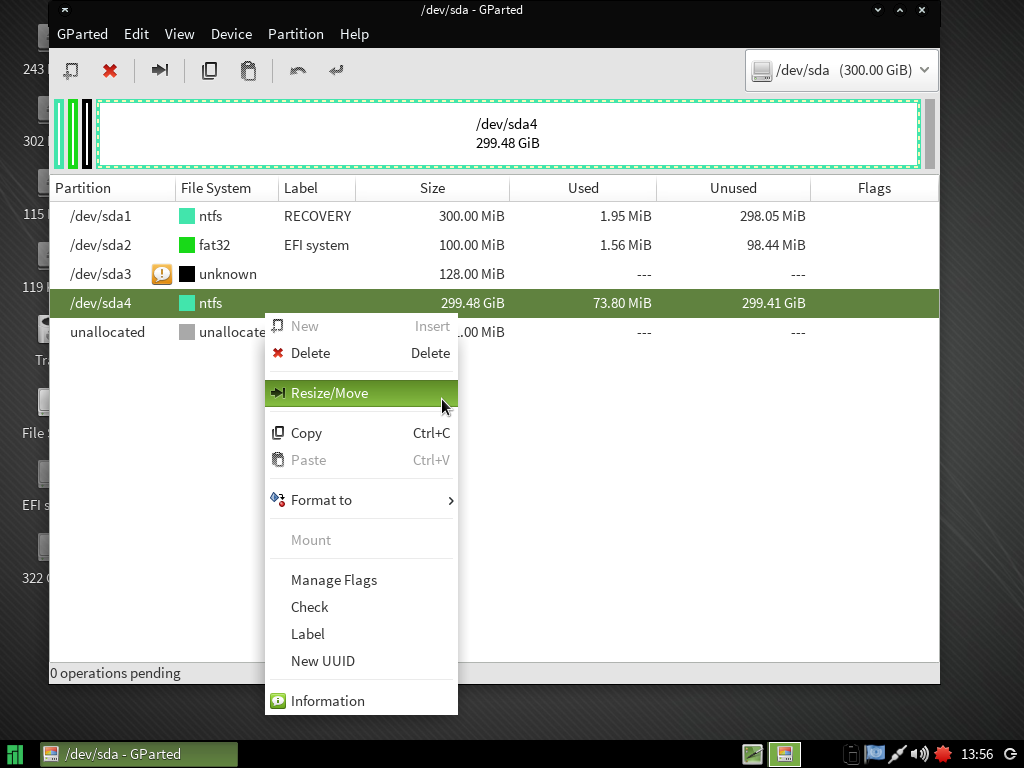 /dev/sda - GParted
GParted Edit View Device Partition Help
/dev/sda (300.00 GiB)
/dev/sda4
299.48 GiB
Partition File System Label Size Used Unused Flags
/dev/sda1 ntfs RECOVERY 300.00 MiB 1.95 MiB 298.05 MiB
/dev/sda2 fat32 EFI system 100.00 MiB 1.56 MiB 98.44 MiB
/dev/sda3 unknown 128.00 MiB --- ---
/dev/sda4 ntfs 299.48 GiB 73.80 MiB 299.41 GiB
unallocated unallocate .00 MiB --- ---
New Insert
Delete Delete
Resize/Move
Copy Ctrl+C
Paste Ctrl+V
Format to
Mount
Manage Flags
Check
Label
New UUID
Information
0 operations pending
243
302
115
119
Tr
File S
EFI s
322
/dev/sda - GParted
13:56